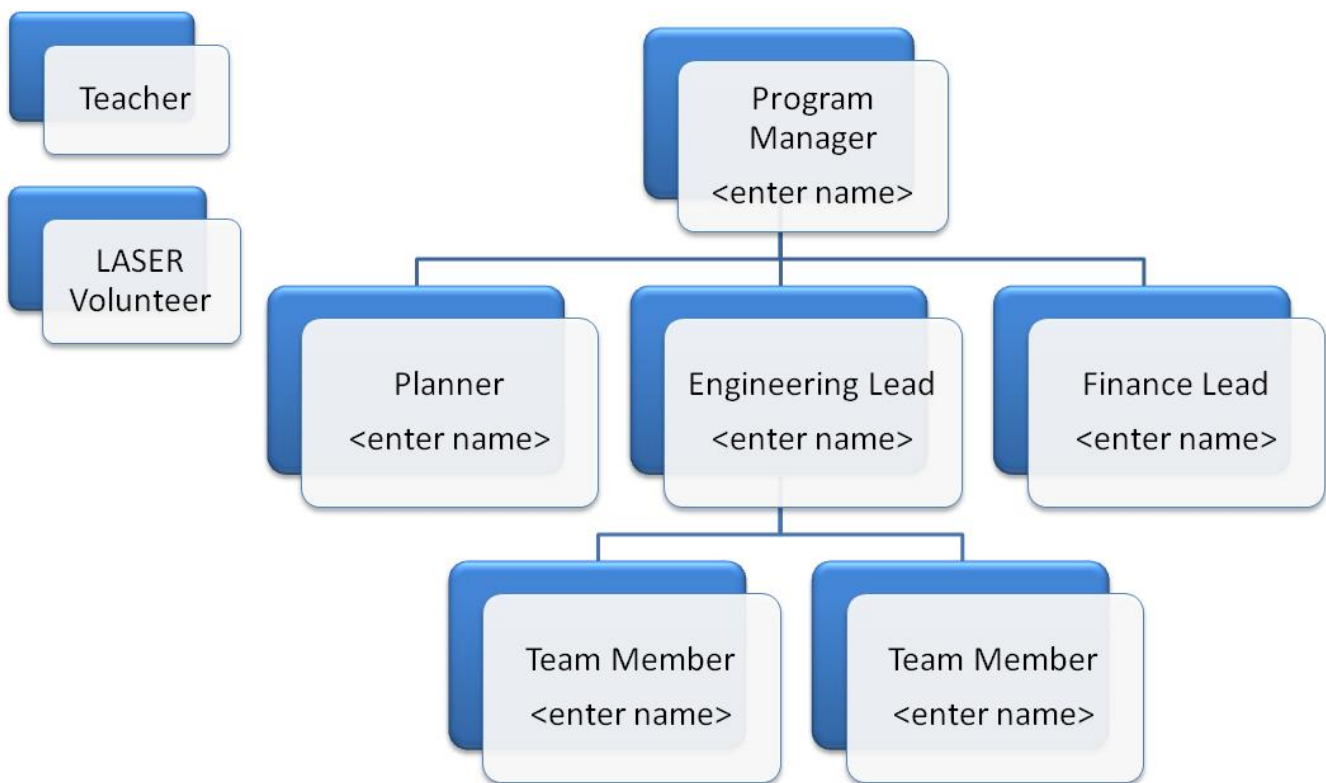 Teacher
LASER
Volunteer
Program
Manager
<enter name>
Planner
<enter name>
Engineering Lead
<enter name>
Finance Lead
<enter name>
Team Member
<enter name>
Team Member
<enter name>